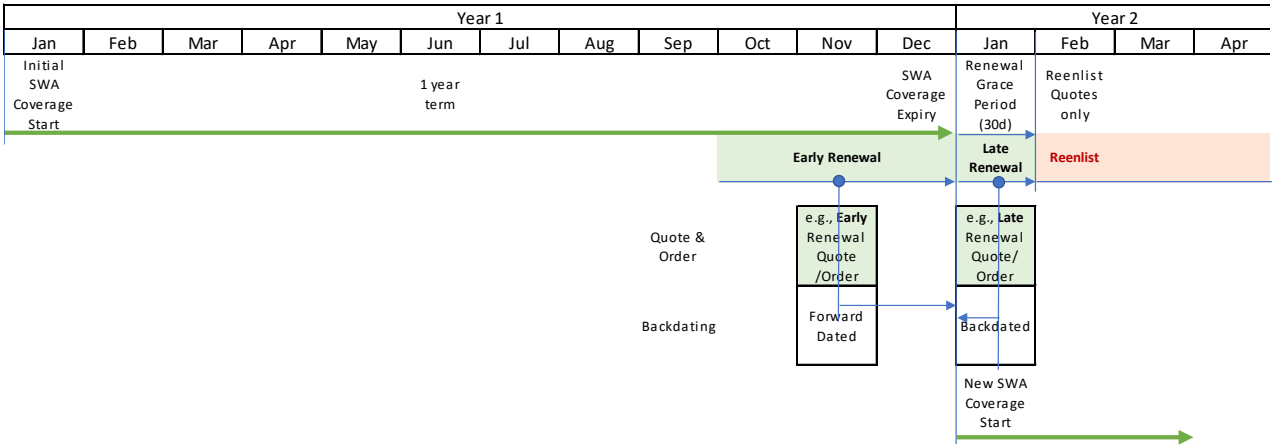 Year 1 Year 2
Jan Feb Mar Apr May Jun Jul Aug Sep Oct Nov Dec Jan Feb Mar Apr
Initial
SWA
Coverage
Start
1 year
term
SWA
Coverage
Expiry
Renewal
Grace
Period
(30d)
Reenlist
Quotes
only
Early Renewal
Late
Renewal
Reenlist
Quote &
Order
e.g., Early
Renewal
Quote
/Order
e.g., Late
Renewal
Quote/
Order
Backdating
Forward
Dated
Backdated
New SWA
Coverage
Start